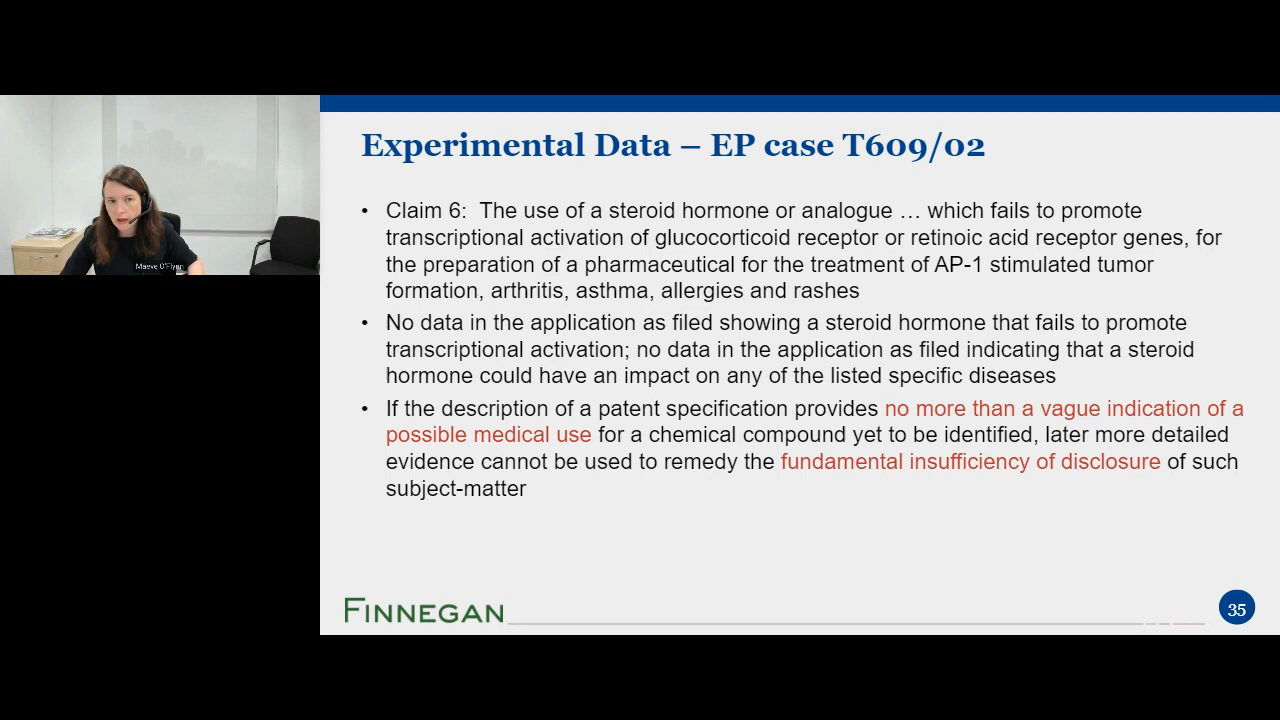 Experimental Data – EP case T609/02
• Claim 6: The use of a steroid hormone or analogue … which fails to promote
transcriptional activation of glucocorticoid receptor or retinoic acid receptor genes, for
the preparation of a pharmaceutical for the treatment of AP-1 stimulated tumor
formation, arthritis, asthma, allergies and rashes
• No data in the application as filed showing a steroid hormone that fails to promote
transcriptional activation; no data in the application as filed indicating that a steroid
hormone could have an impact on any of the listed specific diseases
• If the description of a patent specification provides no more than a vague indication of a
possible medical use for a chemical compound yet to be identified, later more detailed
evidence cannot be used to remedy the fundamental insufficiency of disclosure of such
subject-matter
Maeve O'Flynn
FINNEGAN
35